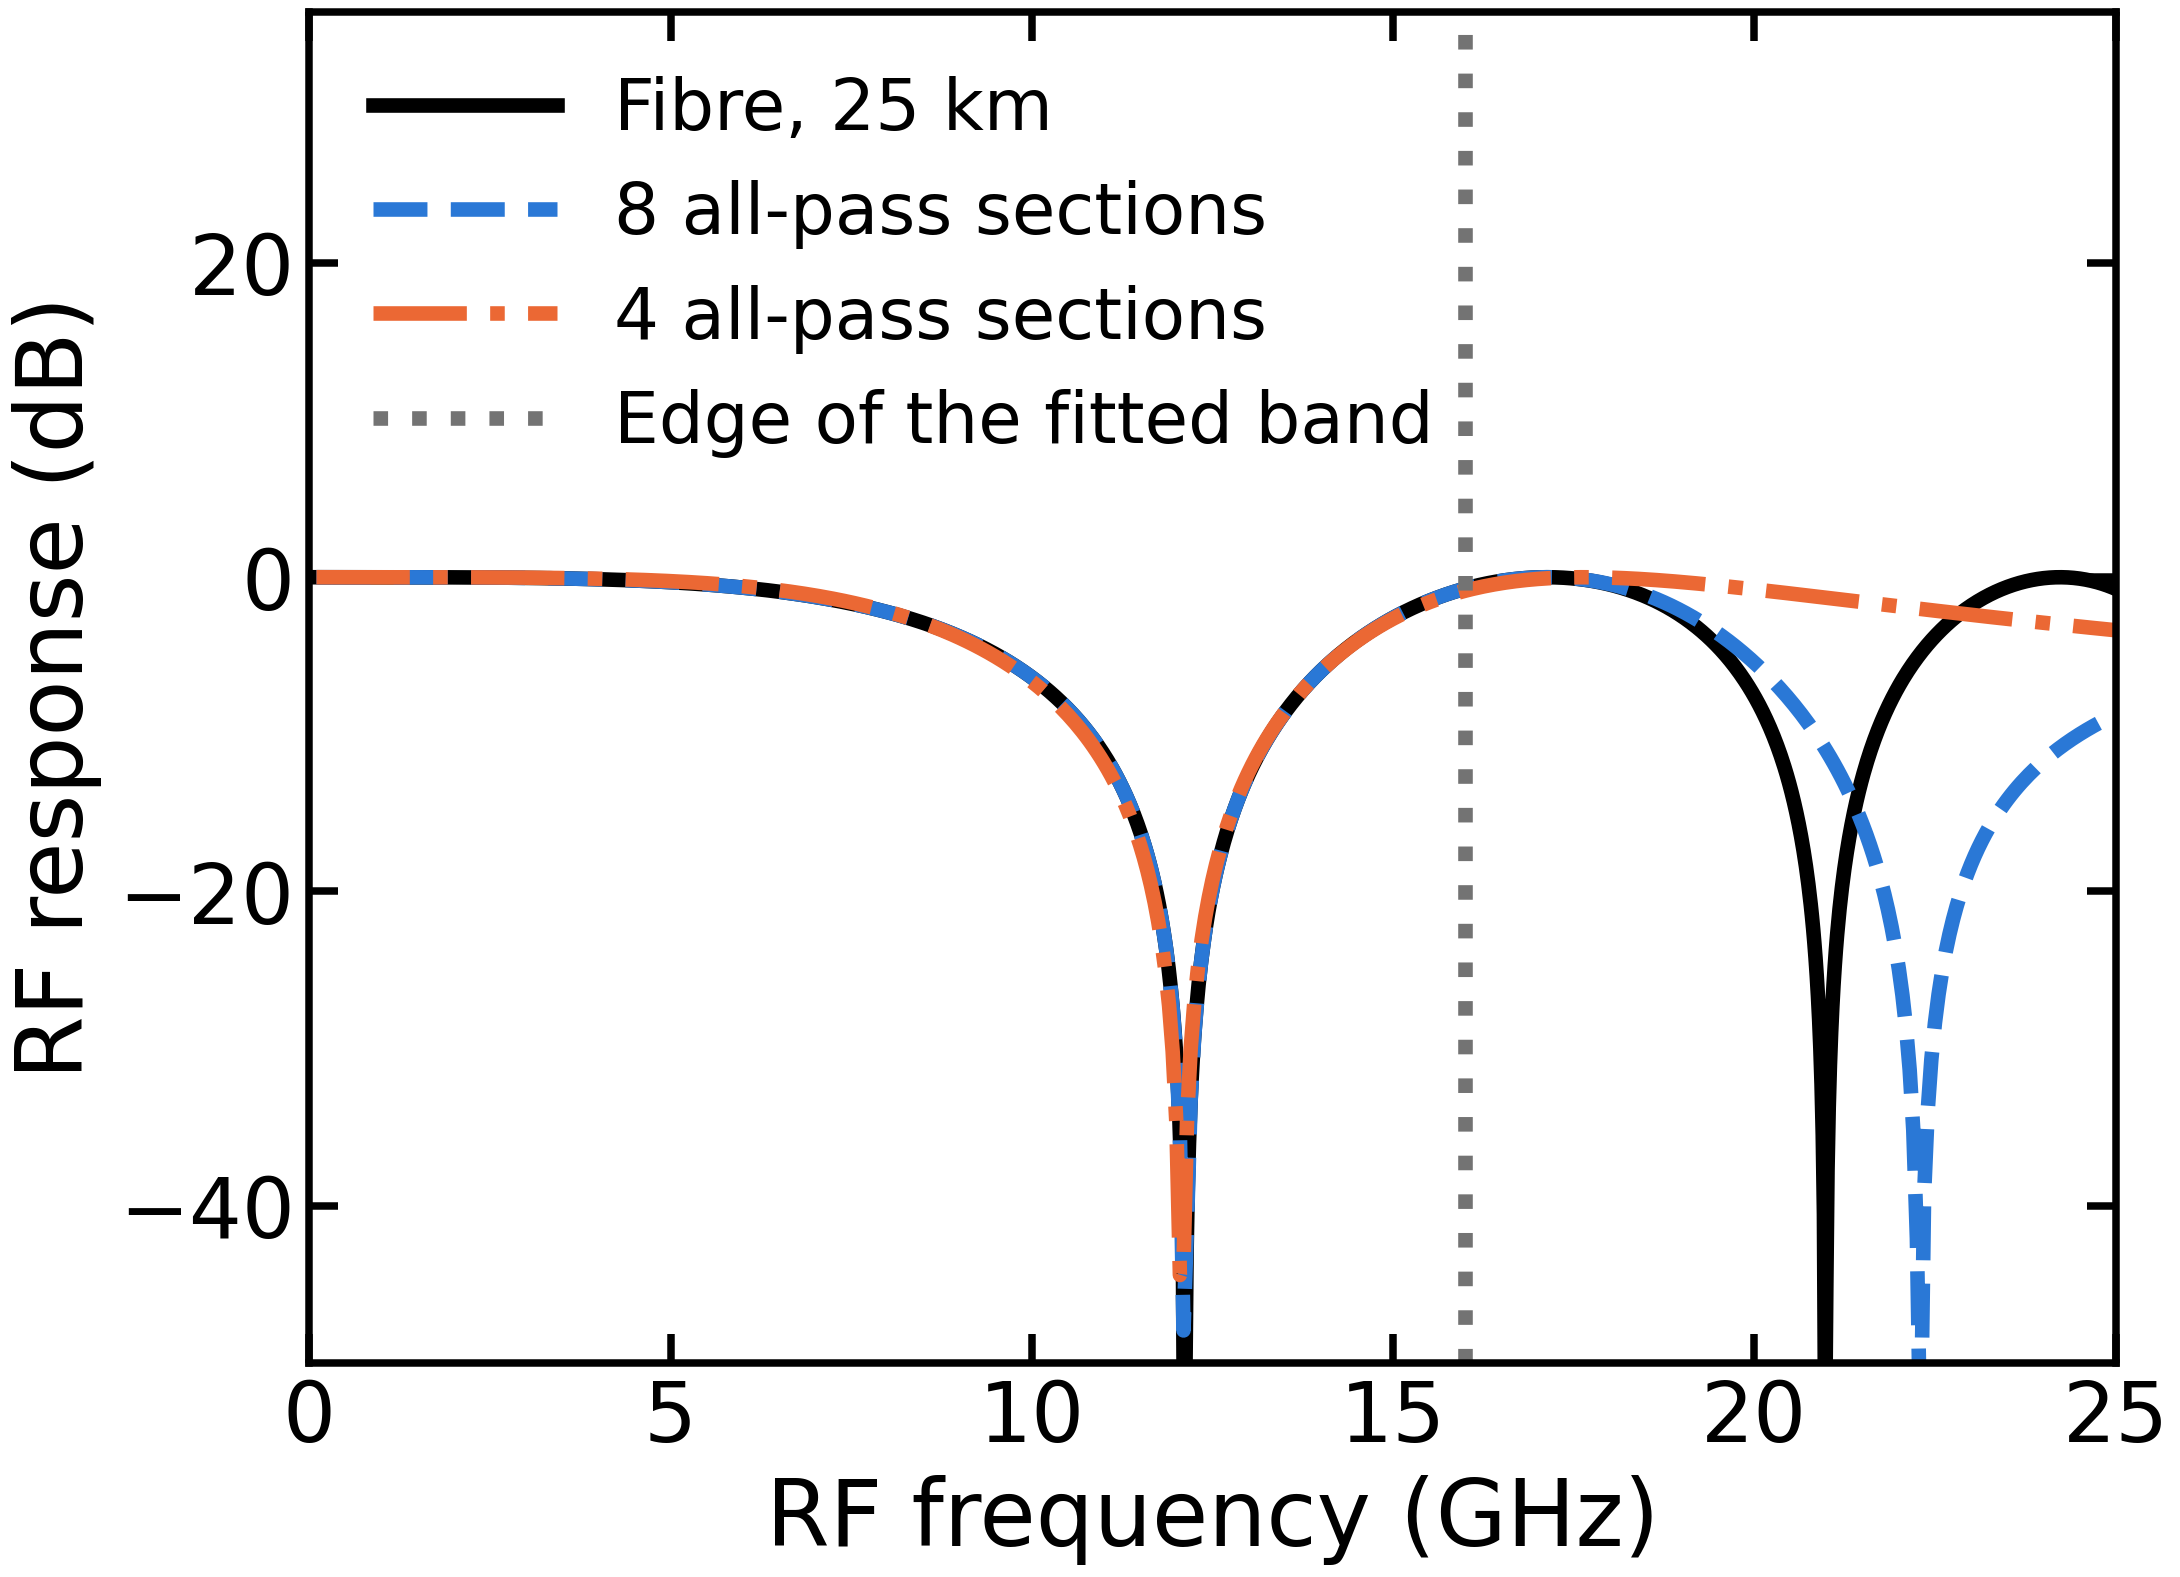 Fibre, 25 km
8 all-pass sections
4 all-pass sections
Edge of the fitted band
20
0
−20
−40
RF response (dB)
0 5 10 15 20 25
RF frequency (GHz)